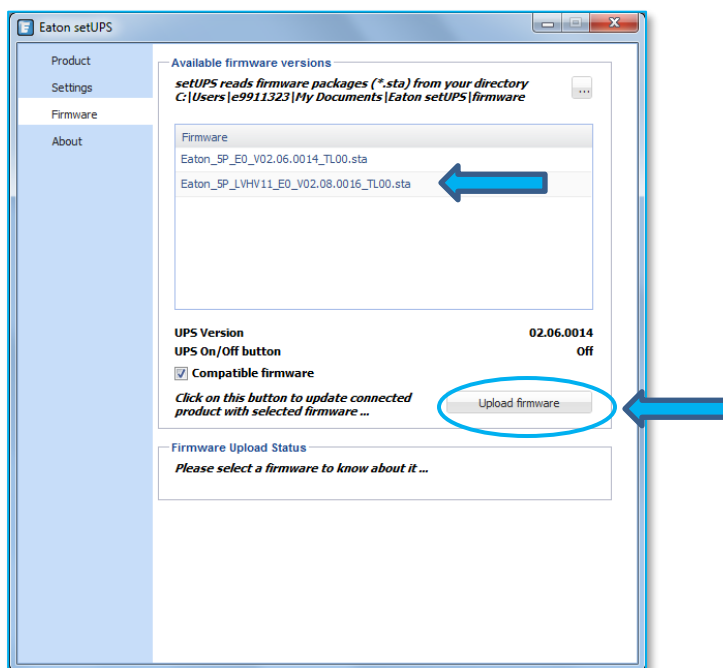 Eaton setUPS
Product
Settings
Firmware
About
Available firmware versions
setUPS reads firmware packages (*.sta) from your directory
C:\Users\e9911323\My Documents\Eaton setUPS\firmware
...
Firmware
Eaton_5P_E0_V02.06.0014_TL00.sta
Eaton_5P_LVHV11_E0_V02.08.0016_TL00.sta
UPS Version 02.06.0014
UPS On/Off button Off
Compatible firmware
Click on this button to update connected
product with selected firmware ...
Upload firmware
Firmware Upload Status
Please select a firmware to know about it ...